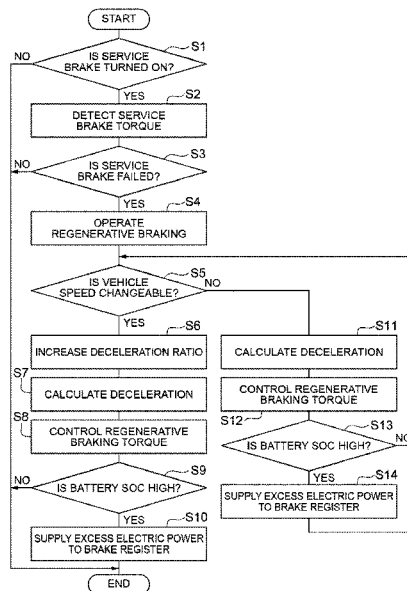 START
S1
IS SERVICE
BRAKE TURNED ON?
NO
YES
S2
DETECT SERVICE
BRAKE TORQUE
S3
IS SERVICE
BRAKE FAILED?
NO
YES
S4
OPERATE
REGENERATIVE BRAKING
S5
IS VEHICLE
SPEED CHANGEABLE?
NO
YES
S6
INCREASE DECELERATION RATIO
S7
CALCULATE DECELERATION
S8
CONTROL REGENERATIVE
BRAKING TORQUE
S9
IS BATTERY SOC HIGH?
NO
YES
S10
SUPPLY EXCESS ELECTRIC POWER
TO BRAKE REGISTER
END
S11
CALCULATE DECELERATION
CONTROL REGENERATIVE
BRAKING TORQUE
S12
S13
IS BATTERY SOC HIGH?
NO
YES
S14
SUPPLY EXCESS ELECTRIC POWER
TO BRAKE REGISTER